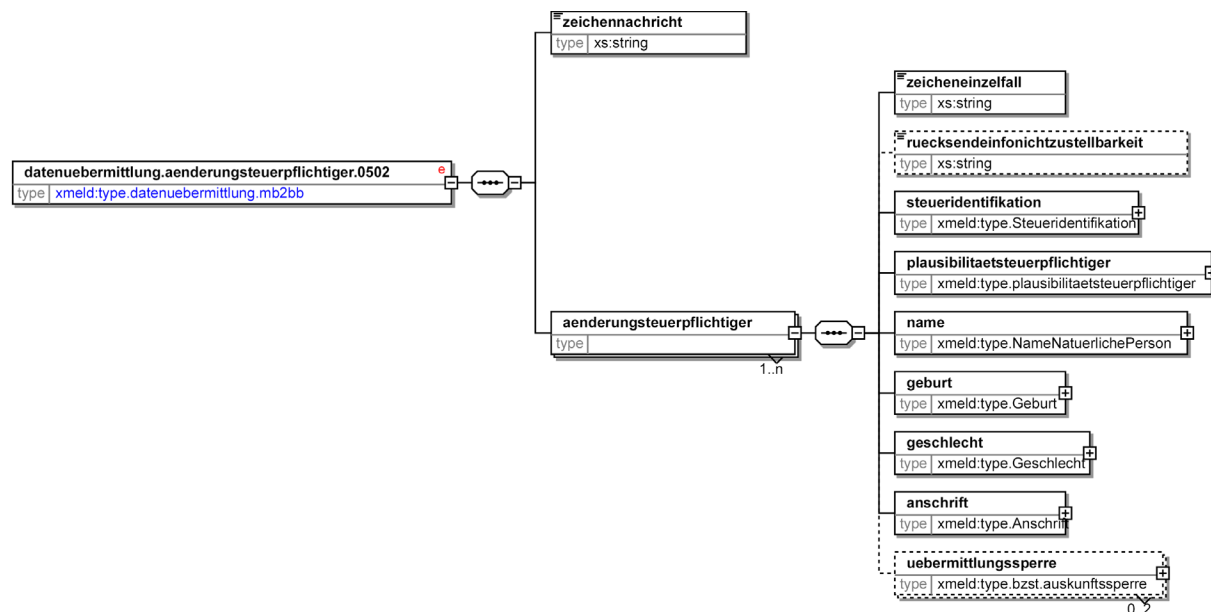 zeichennachricht
type xs:string
zeicheneinzelfall
type xs:string
ruecksendeinfonichtzustellbarkeit
type xs:string
datenuebermittlung.aenderungsteuerpflichtiger.0502 e
type xmeld:type.datenuebermittlung.mb2bb
steueridentifikation
type xmeld:type.Steueridentifikation
plausibilitaetsteuerpflichtiger
type xmeld:type.plausibilitaetsteuerpflichtiger
aenderungsteuerpflichtiger
type
1..n
name
type xmeld:type.NameNatuerlichePerson
geburt
type xmeld:type.Geburt
geschlecht
type xmeld:type.Geschlecht
anschrift
type xmeld:type.Anschrift
uebermittlungssperre
type xmeld:type.bzst.auskunftssperre
0..2